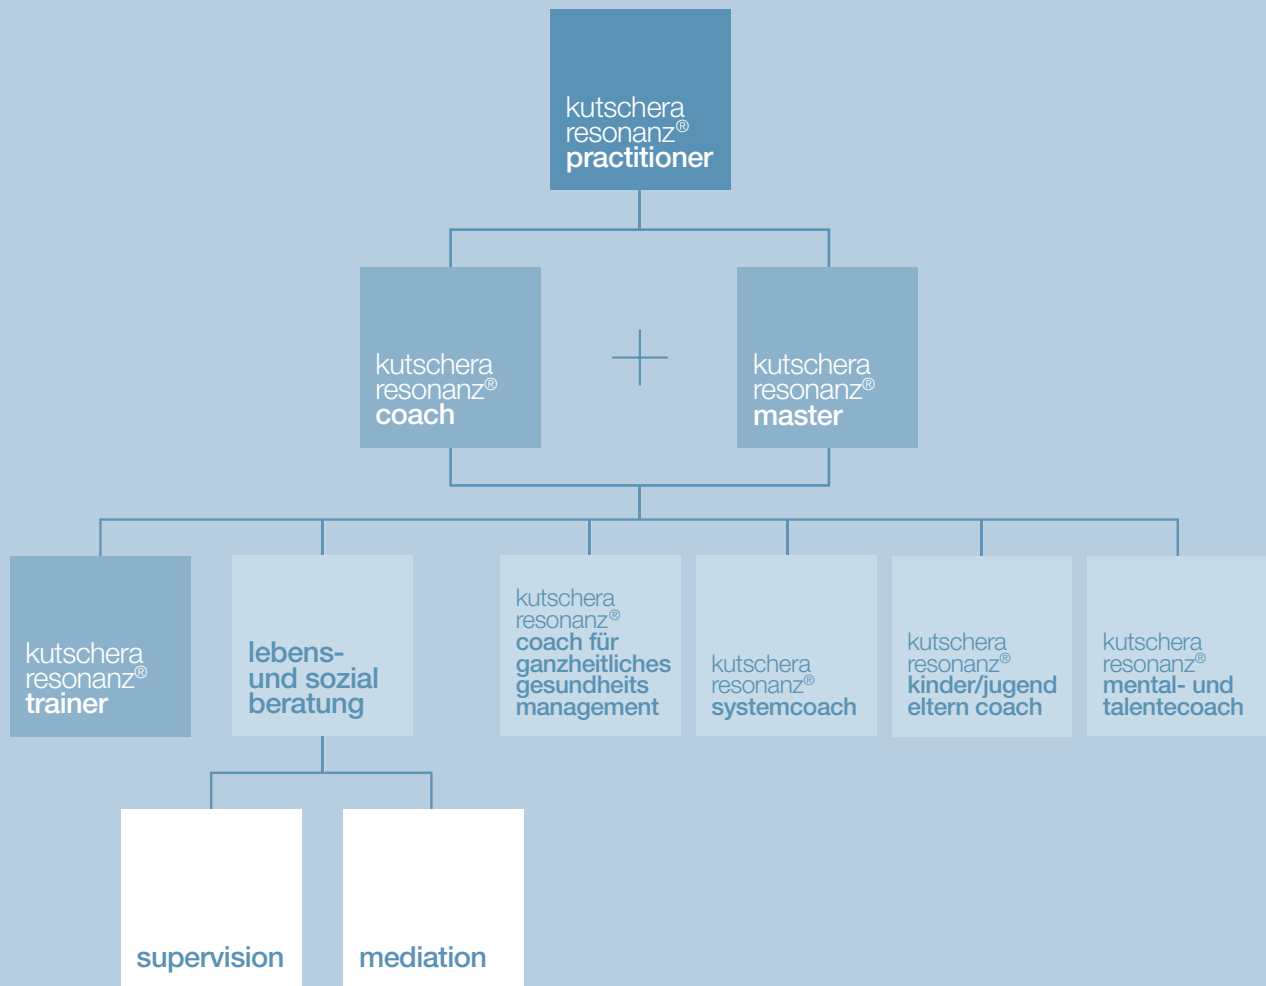 kutschera
resonanz®
practitioner
kutschera
resonanz®
coach
kutschera
resonanz®
master
kutschera
resonanz®
trainer
lebens-
und sozial
beratung
kutschera
resonanz®
coach für
ganzheitliches
gesundheits
management
kutschera
resonanz®
systemcoach
kutschera
resonanz®
kinder/jugend
eltern coach
kutschera
resonanz®
mental- und
talentecoach
supervision
mediation